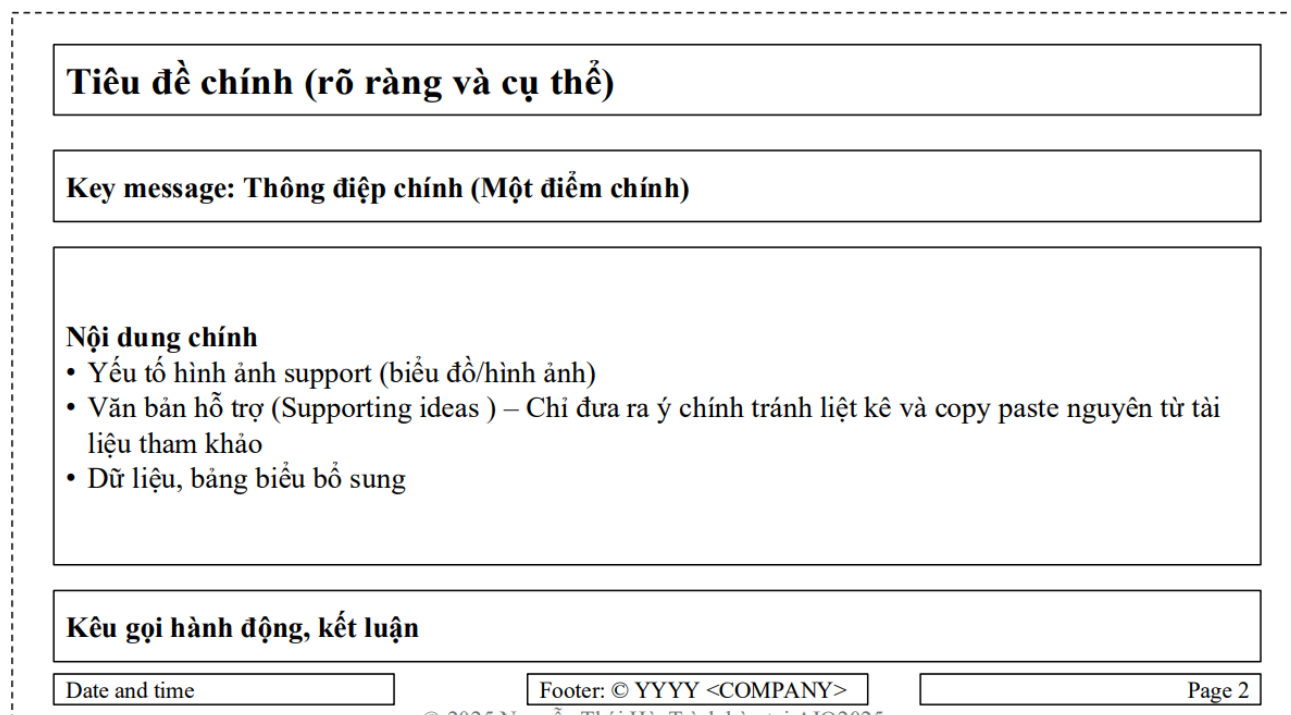 Tiêu đề chính (rõ ràng và cụ thể)
Key message: Thông điệp chính (Một điểm chính)
Nội dung chính
• Yếu tố hình ảnh support (biểu đồ/hình ảnh)
• Văn bản hỗ trợ (Supporting ideas ) – Chỉ đưa ra ý chính tránh liệt kê và copy paste nguyên từ tài
liệu tham khảo
• Dữ liệu, bảng biểu bổ sung
Kêu gọi hành động, kết luận
Date and time
Footer: © YYYY <COMPANY>
Page 2